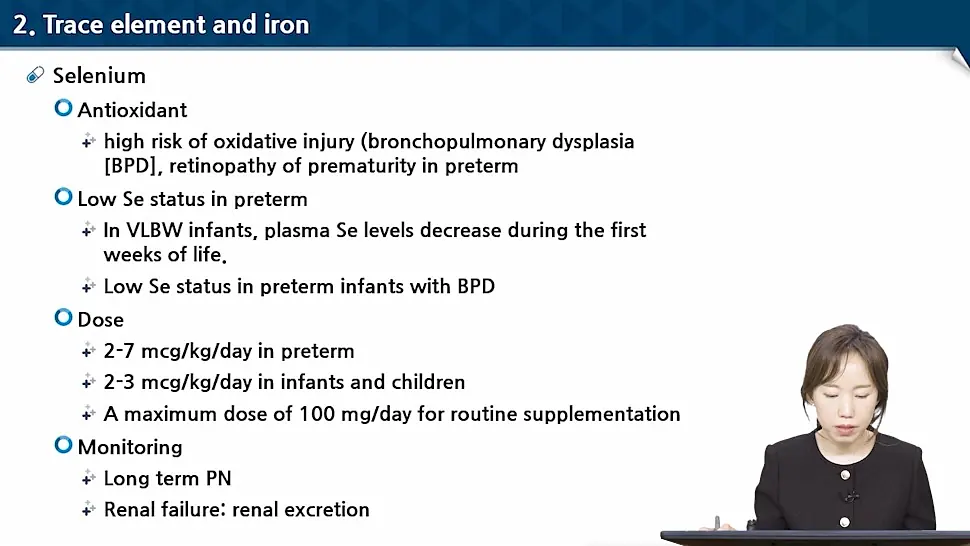 2. Trace element and iron
Selenium
Antioxidant
high risk of oxidative injury (bronchopulmonary dysplasia
[BPD], retinopathy of prematurity in preterm
Low Se status in preterm
In VLBW infants, plasma Se levels decrease during the first
weeks of life.
Low Se status in preterm infants with BPD
Dose
2-7 mcg/kg/day in preterm
2-3 mcg/kg/day in infants and children
A maximum dose of 100 mg/day for routine supplementation
Monitoring
Long term PN
Renal failure: renal excretion